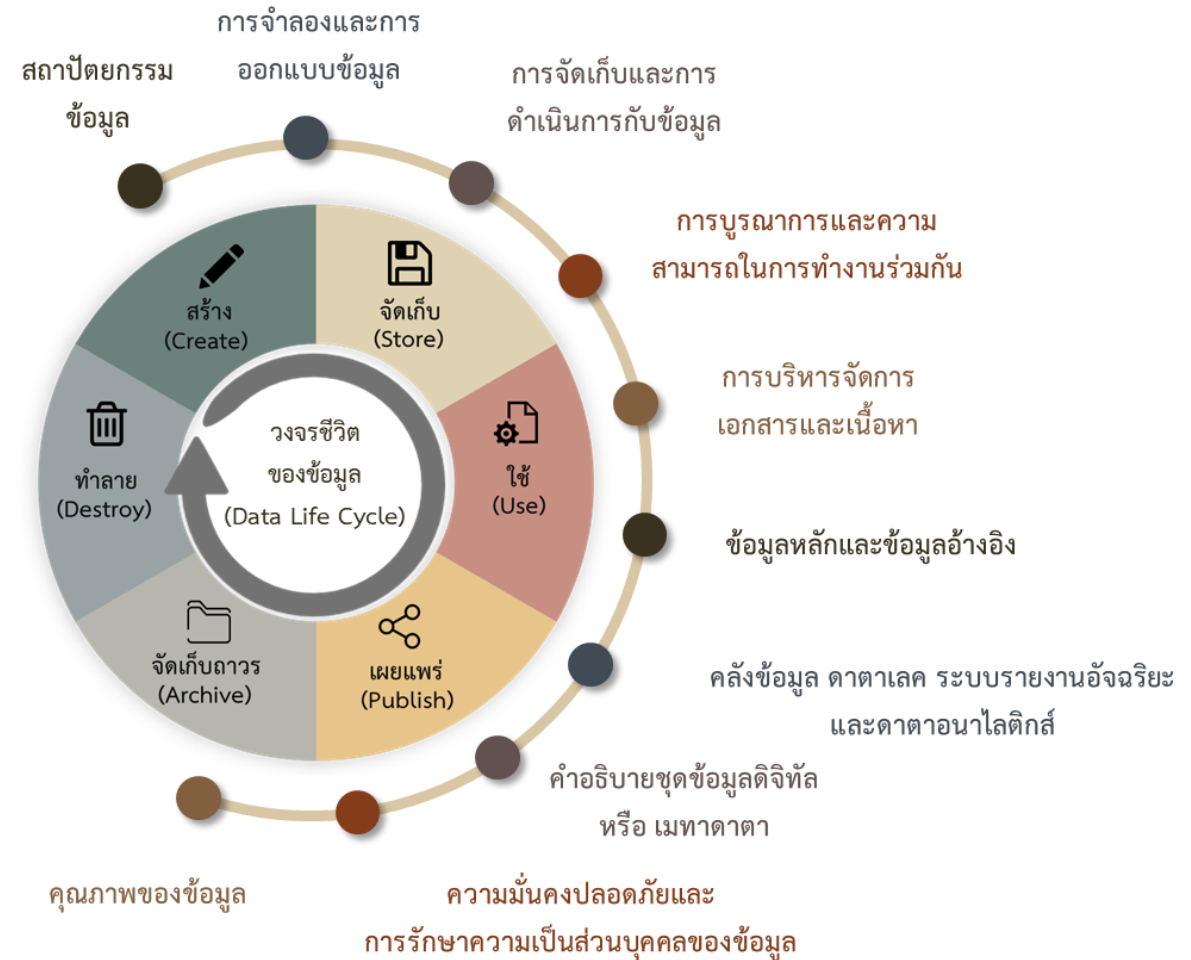 การจำลองและการ
ออกแบบข้อมูล
สถาปัตยกรรม
ข้อมูล
การจัดเก็บและการ
ดำเนินการกับข้อมูล
การบูรณาการและความ
สามารถในการทำงานร่วมกัน
การบริหารจัดการ
เอกสารและเนื้อหา
ข้อมูลหลักและข้อมูลอ้างอิง
คลังข้อมูล ดาตาเลค ระบบรายงานอัจฉริยะ
และดาตาอนาไลติกส์
คำอธิบายชุดข้อมูลดิจิทัล
หรือ เมทาดาตา
ความมั่นคงปลอดภัยและ
การรักษาความเป็นส่วนบุคคลของข้อมูล
คุณภาพของข้อมูล
สร้าง
(Create)
จัดเก็บ
(Store)
ใช้
(Use)
เผยแพร่
(Publish)
จัดเก็บถาวร
(Archive)
ทำลาย
(Destroy)
วงจรชีวิต
ของข้อมูล
(Data Life Cycle)